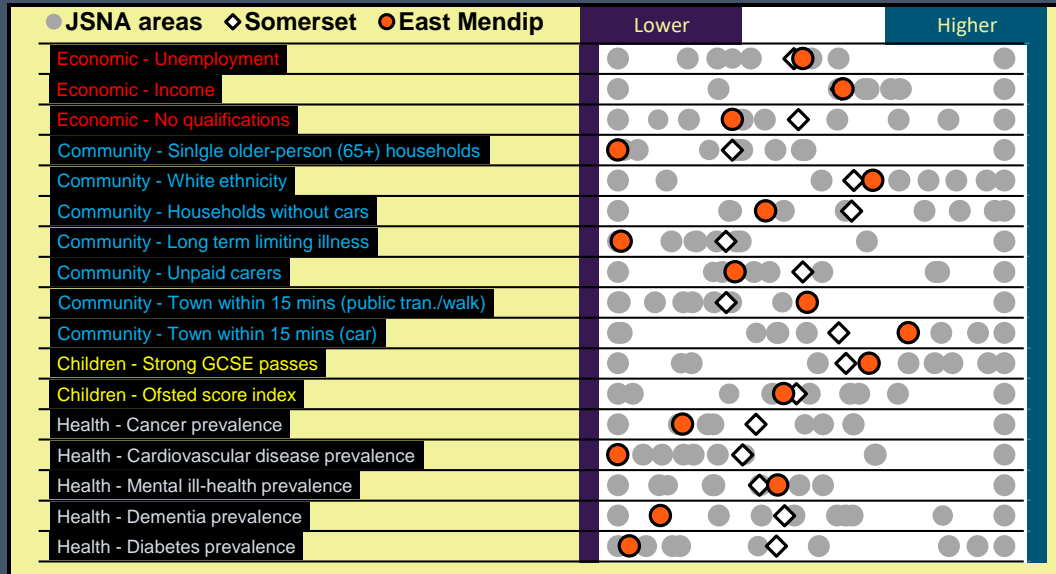 JSNA areas Somerset East Mendip Lower Higher
Economic - Unemployment
Economic - Income
Economic - No qualifications
Community - Sinlgle older-person (65+) households
Community - White ethnicity
Community - Households without cars
Community - Long term limiting illness
Community - Unpaid carers
Community - Town within 15 mins (public tran./walk)
Community - Town within 15 mins (car)
Children - Strong GCSE passes
Children - Ofsted score index
Health - Cancer prevalence
Health - Cardiovascular disease prevalence
Health - Mental ill-health prevalence
Health - Dementia prevalence
Health - Diabetes prevalence